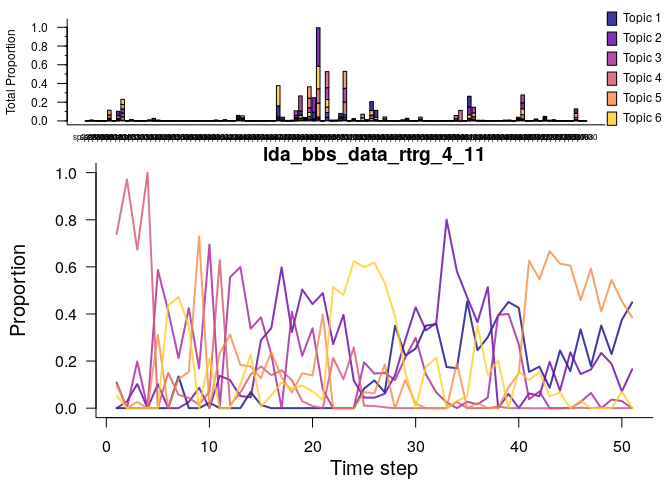 Total Proportion
1.0
0.8
0.6
0.4
0.2
0.0
Topic 1
Topic 2
Topic 3
Topic 4
Topic 5
Topic 6
lda_bbs_data_rtrg_4_11
Proportion
1.0
0.8
0.6
0.4
0.2
0.0
0 10 20 30 40 50
Time step